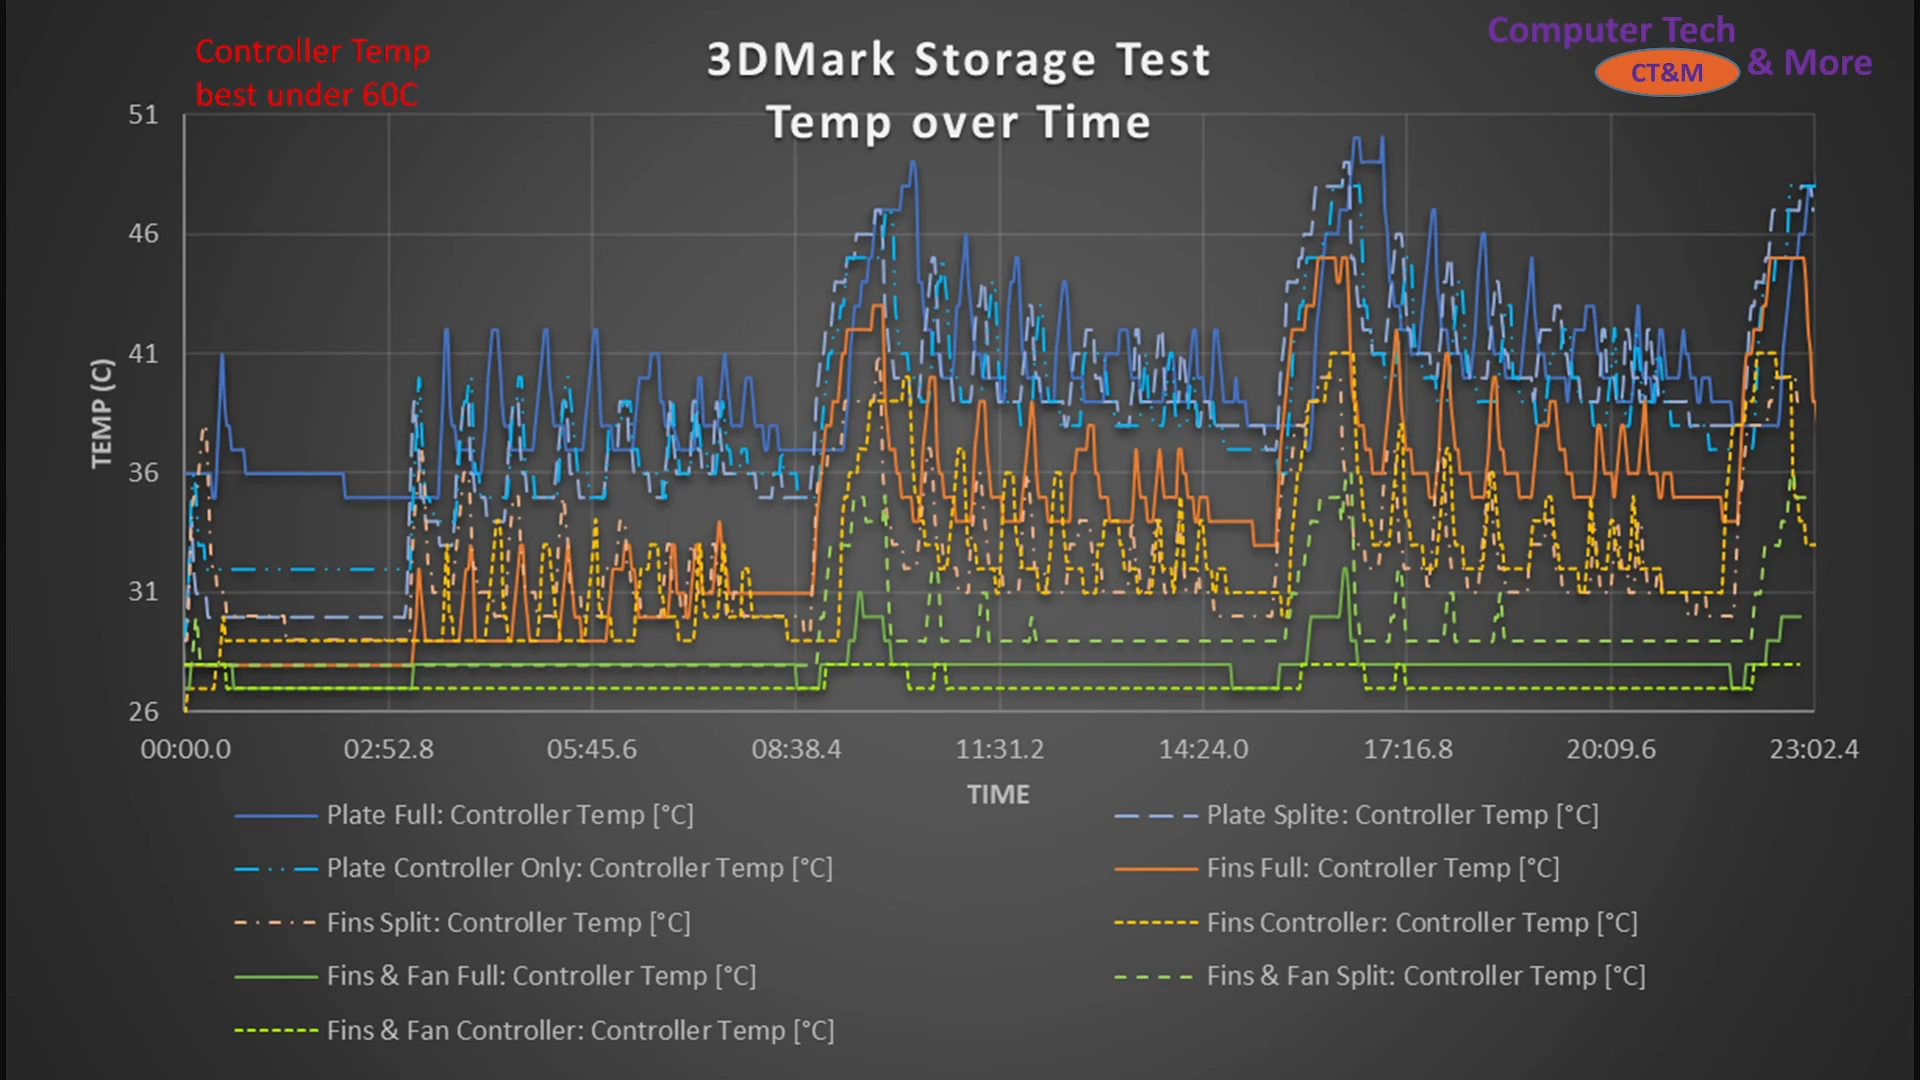 Controller Temp
best under 60C
3DMark Storage Test
Temp over Time
Computer Tech
CT&M
& More
51
46
41
36
31
26
TEMP (C)
00:00.0
02:52.8
05:45.6
08:38.4
11:31.2
14:24.0
17:16.8
20:09.6
23:02.4
TIME
Plate Full: Controller Temp [°C]
Plate Splite: Controller Temp [°C]
Plate Controller Only: Controller Temp [°C]
Fins Full: Controller Temp [°C]
Fins Split: Controller Temp [°C]
Fins Controller: Controller Temp [°C]
Fins & Fan Full: Controller Temp [°C]
Fins & Fan Split: Controller Temp [°C]
Fins & Fan Controller: Controller Temp [°C]